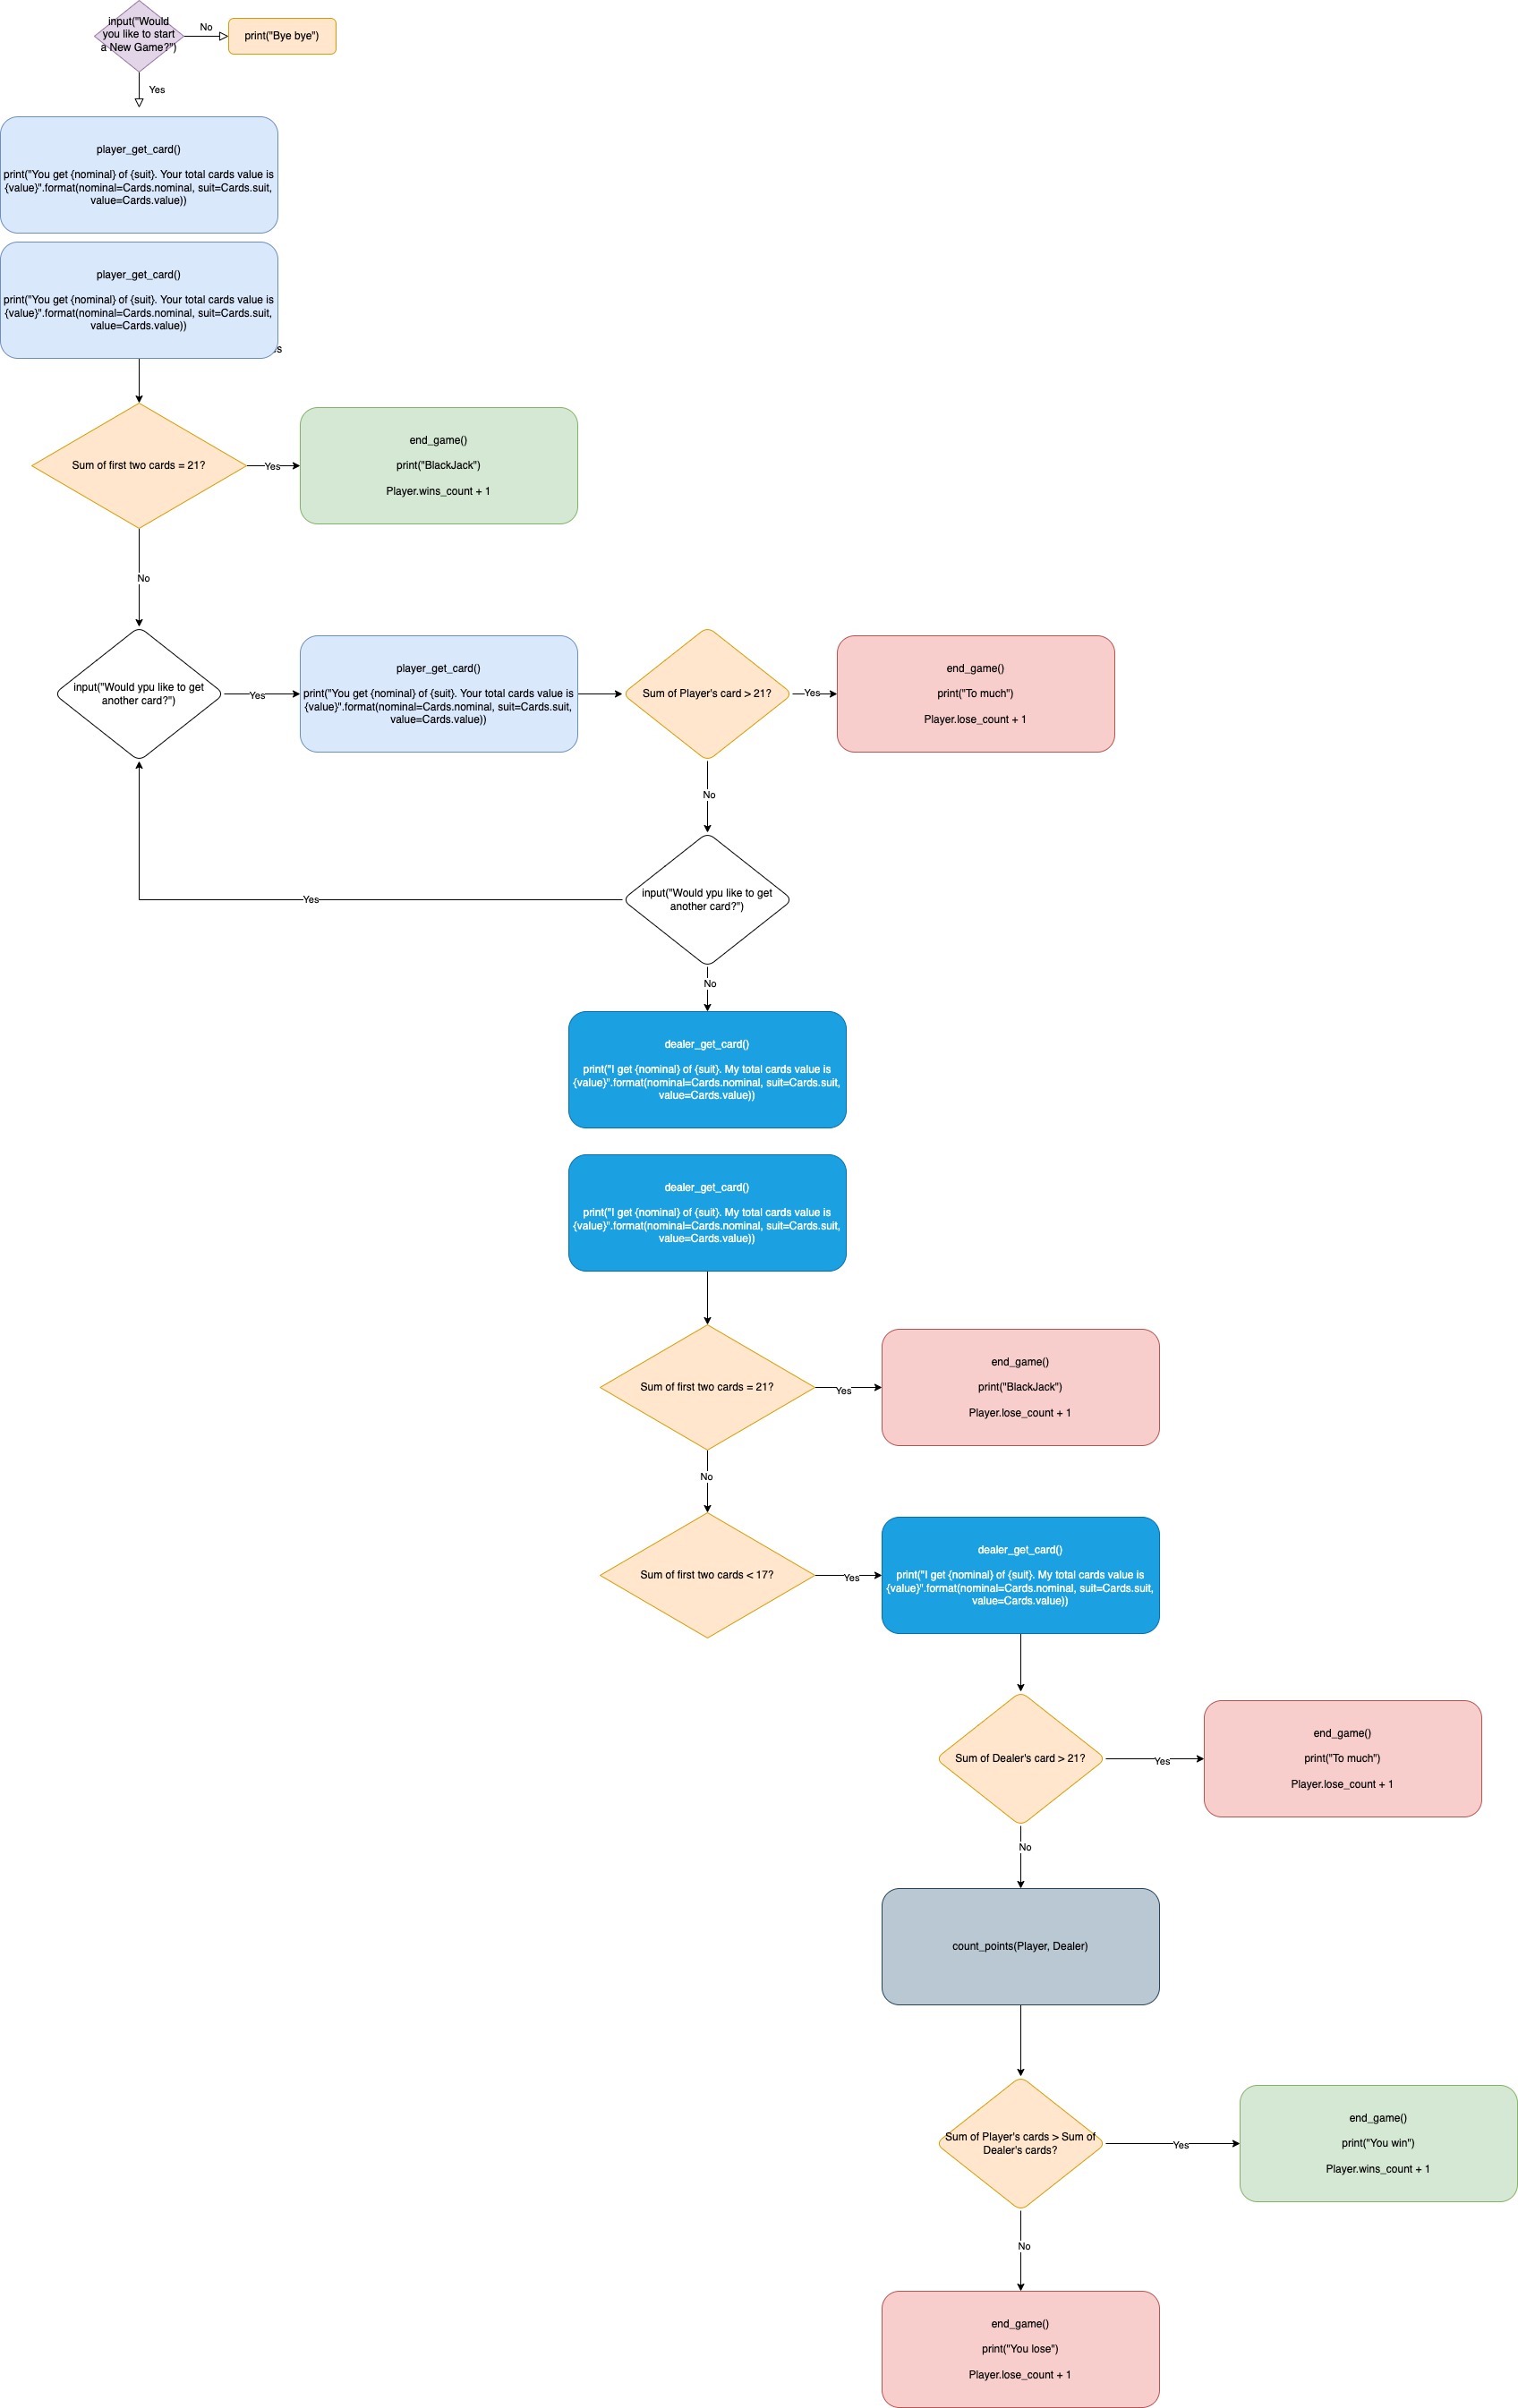 input("Would
you like to start
a New Game?")
No
print("Bye bye")
Yes
player_get_card()
print("You get {nominal} of {suit}. Your total cards value is
{value}".format(nominal=Cards.nominal, suit=Cards.suit,
value=Cards.value))
player_get_card()
print("You get {nominal} of {suit}. Your total cards value is
{value}".format(nominal=Cards.nominal, suit=Cards.suit,
value=Cards.value))
Sum of first two cards = 21?
Yes
end_game()
print("BlackJack")
Player.wins_count + 1
No
input("Would ypu like to get
another card?")
Yes
player_get_card()
print("You get {nominal} of {suit}. Your total cards value is
{value}".format(nominal=Cards.nominal, suit=Cards.suit,
value=Cards.value))
Sum of Player's card > 21?
Yes
end_game()
print("To much")
Player.lose_count + 1
No
input("Would ypu like to get
another card?")
Yes
No
dealer_get_card()
print("I get {nominal} of {suit}. My total cards value is
{value}".format(nominal=Cards.nominal, suit=Cards.suit,
value=Cards.value))
dealer_get_card()
print("I get {nominal} of {suit}. My total cards value is
{value}".format(nominal=Cards.nominal, suit=Cards.suit,
value=Cards.value))
Sum of first two cards = 21?
Yes
end_game()
print("BlackJack")
Player.lose_count + 1
No
Sum of first two cards < 17?
Yes
dealer_get_card()
print("I get {nominal} of {suit}. My total cards value is
{value}".format(nominal=Cards.nominal, suit=Cards.suit,
value=Cards.value))
Sum of Dealer's card > 21?
Yes
end_game()
print("To much")
Player.lose_count + 1
No
count_points(Player, Dealer)
Sum of Player's cards > Sum of
Dealer's cards?
Yes
end_game()
print("You win")
Player.wins_count + 1
No
end_game()
print("You lose")
Player.lose_count + 1